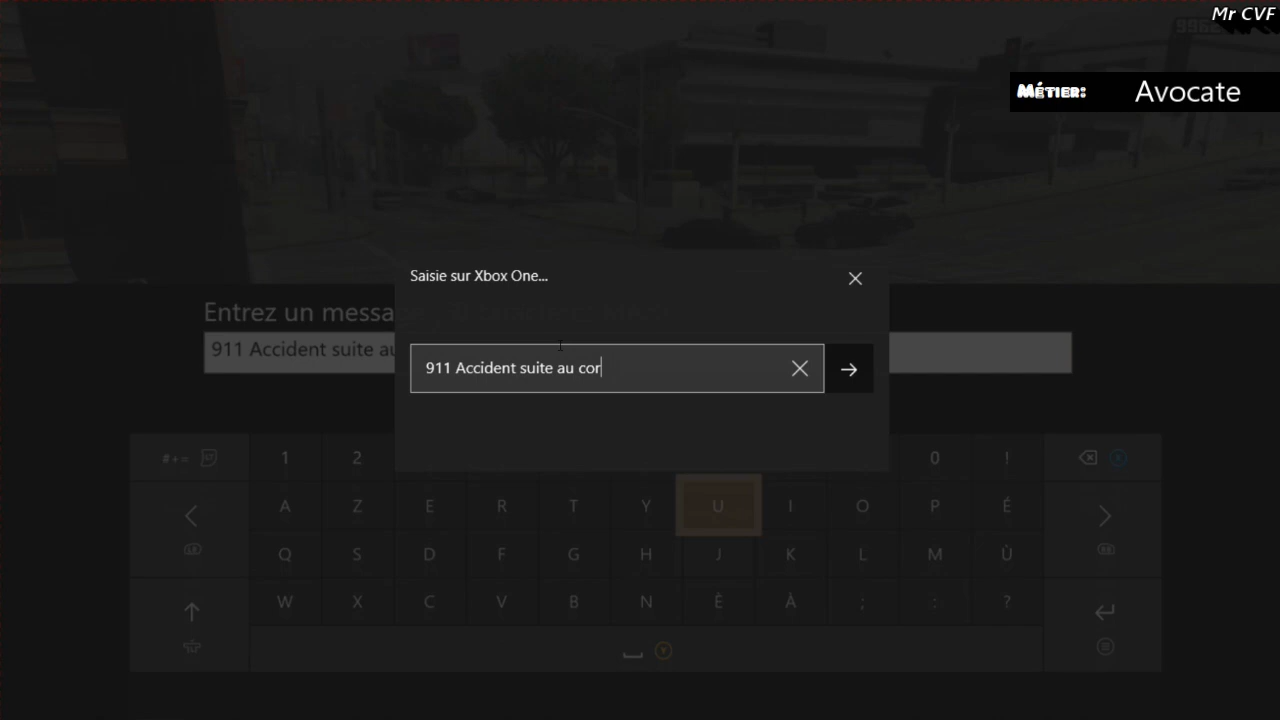 Mr CVF
MÉTIER: Avocate
Saisie sur Xbox One...
Entrez un messa
911 Accident suite au
911 Accident suite au cor
#+=
1 2 0 !
A Z E R T Y U I O P É
Q S D F G H J K L M Ù
W X C V B N È À ; : ?